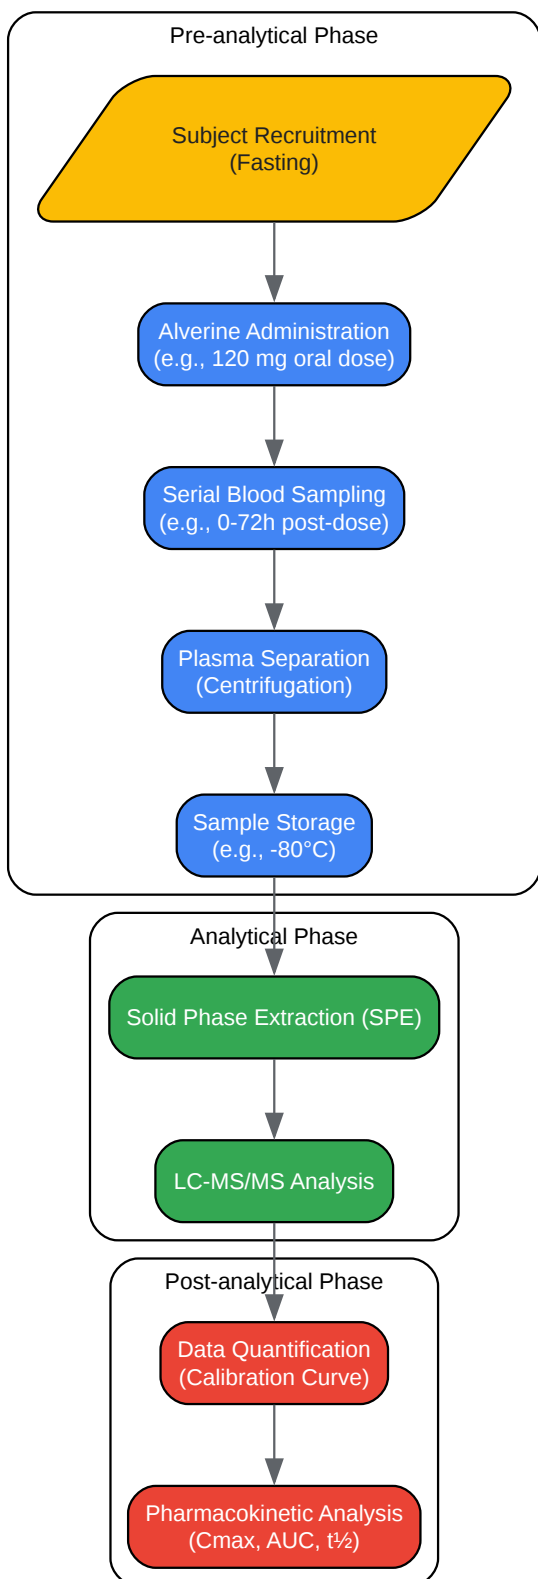 Pre-analytical Phase
Subject Recruitment
(Fasting)
Alverine Administration
(e.g., 120 mg oral dose)
Serial Blood Sampling
(e.g., 0-72h post-dose)
Plasma Separation
(Centrifugation)
Sample Storage
(e.g., -80°C)
Analytical Phase
Solid Phase Extraction (SPE)
LC-MS/MS Analysis
Post-analytical Phase
Data Quantification
(Calibration Curve)
Pharmacokinetic Analysis
(Cmax, AUC, t½)